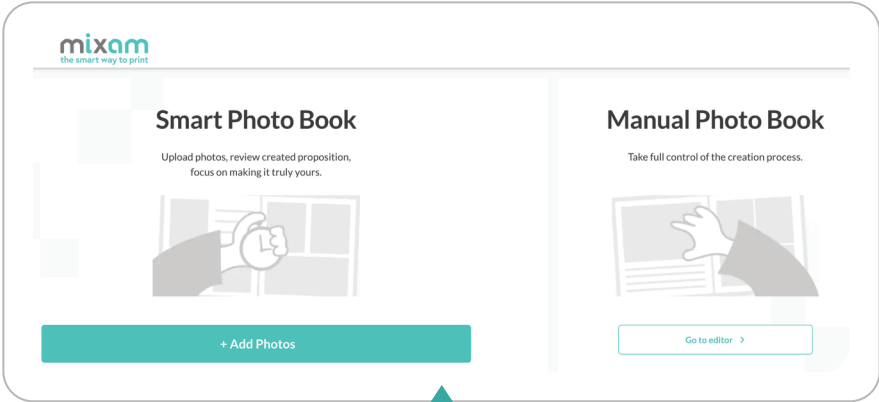 mixam
the smart way to print
Smart Photo Book
Upload photos, review created proposition,
focus on making it truly yours.
+ Add Photos
Manual Photo Book
Take full control of the creation process.
Go to editor